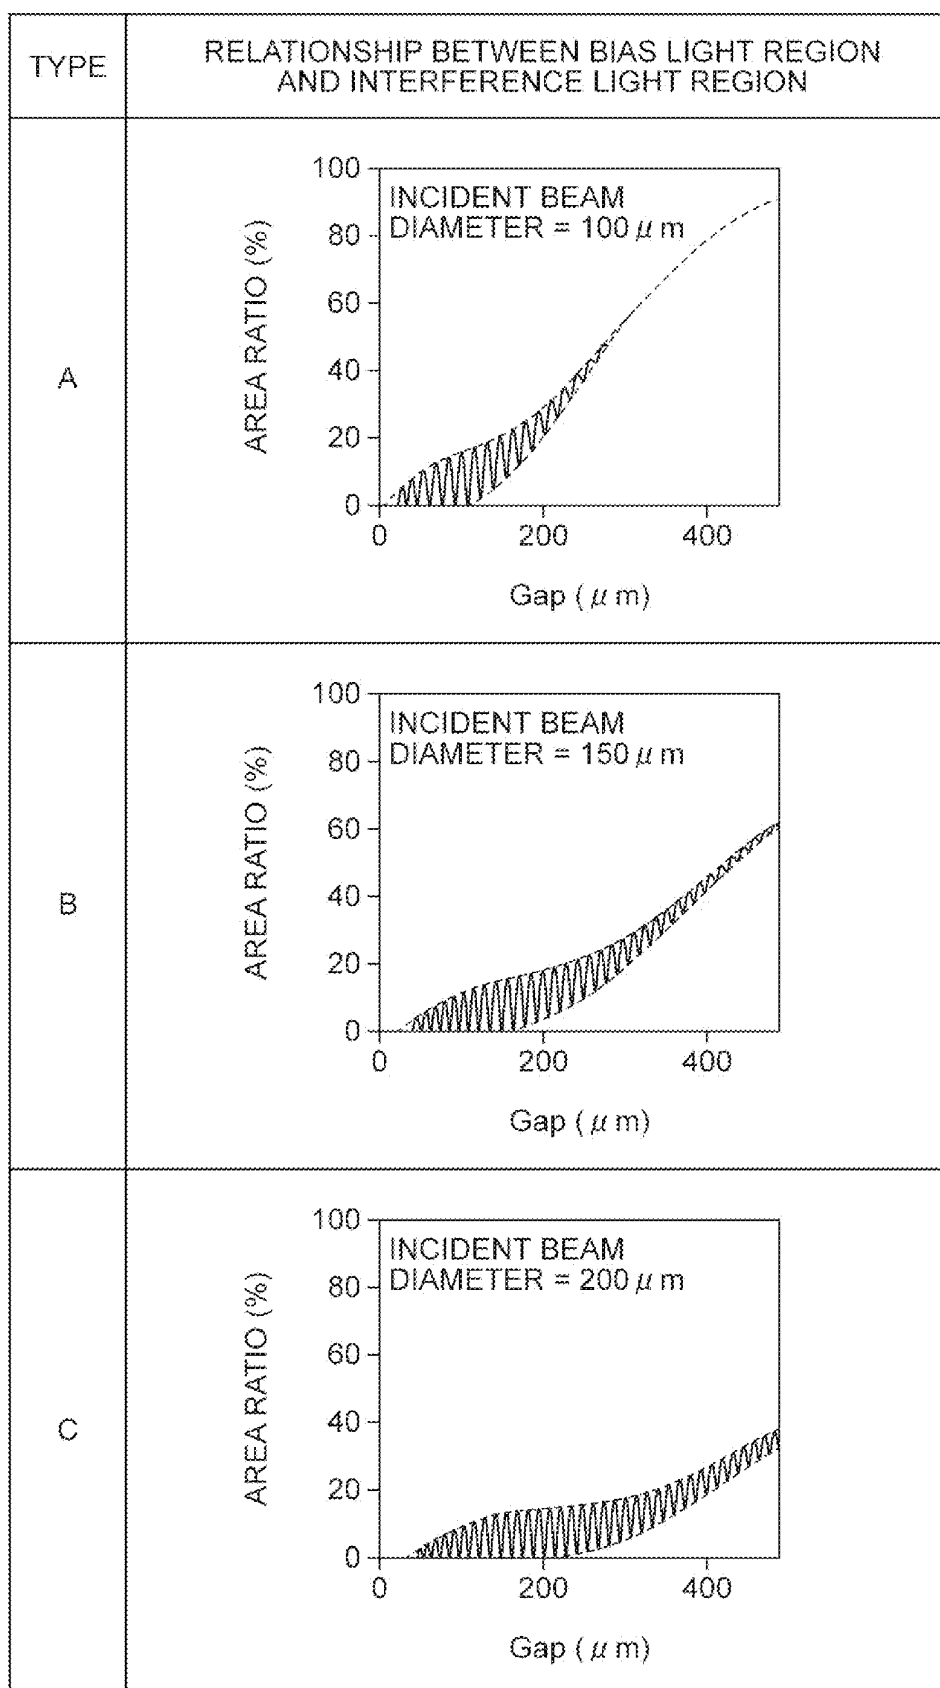 TYPE
RELATIONSHIP BETWEEN BIAS LIGHT REGION
AND INTERFERENCE LIGHT REGION
A
INCIDENT BEAM
DIAMETER = 100 μm
AREA RATIO (%)
100
80
60
40
20
0
0
200
400
Gap (μm)
B
INCIDENT BEAM
DIAMETER = 150 μm
AREA RATIO (%)
100
80
60
40
20
0
0
200
400
Gap (μm)
C
INCIDENT BEAM
DIAMETER = 200 μm
AREA RATIO (%)
100
80
60
40
20
0
0
200
400
Gap (μm)